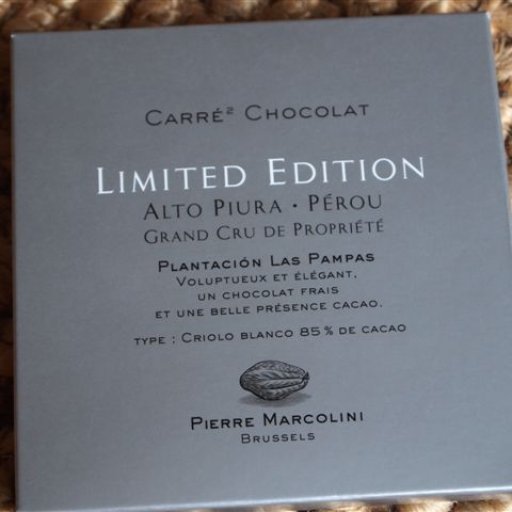 CARRÉ² CHOCOLAT
LIMITED EDITION
ALTO PIURA · PÉROU
GRAND CRU DE PROPRIÉTÉ
PLANTACIÓN LAS PAMPAS
VOLUPTUEUX ET ÉLÉGANT,
UN CHOCOLAT FRAIS
ET UNE BELLE PRÉSENCE CACAO.
TYPE : CRIOLO BLANCO 85 % DE CACAO
PIERRE MARCOLINI
BRUSSELS